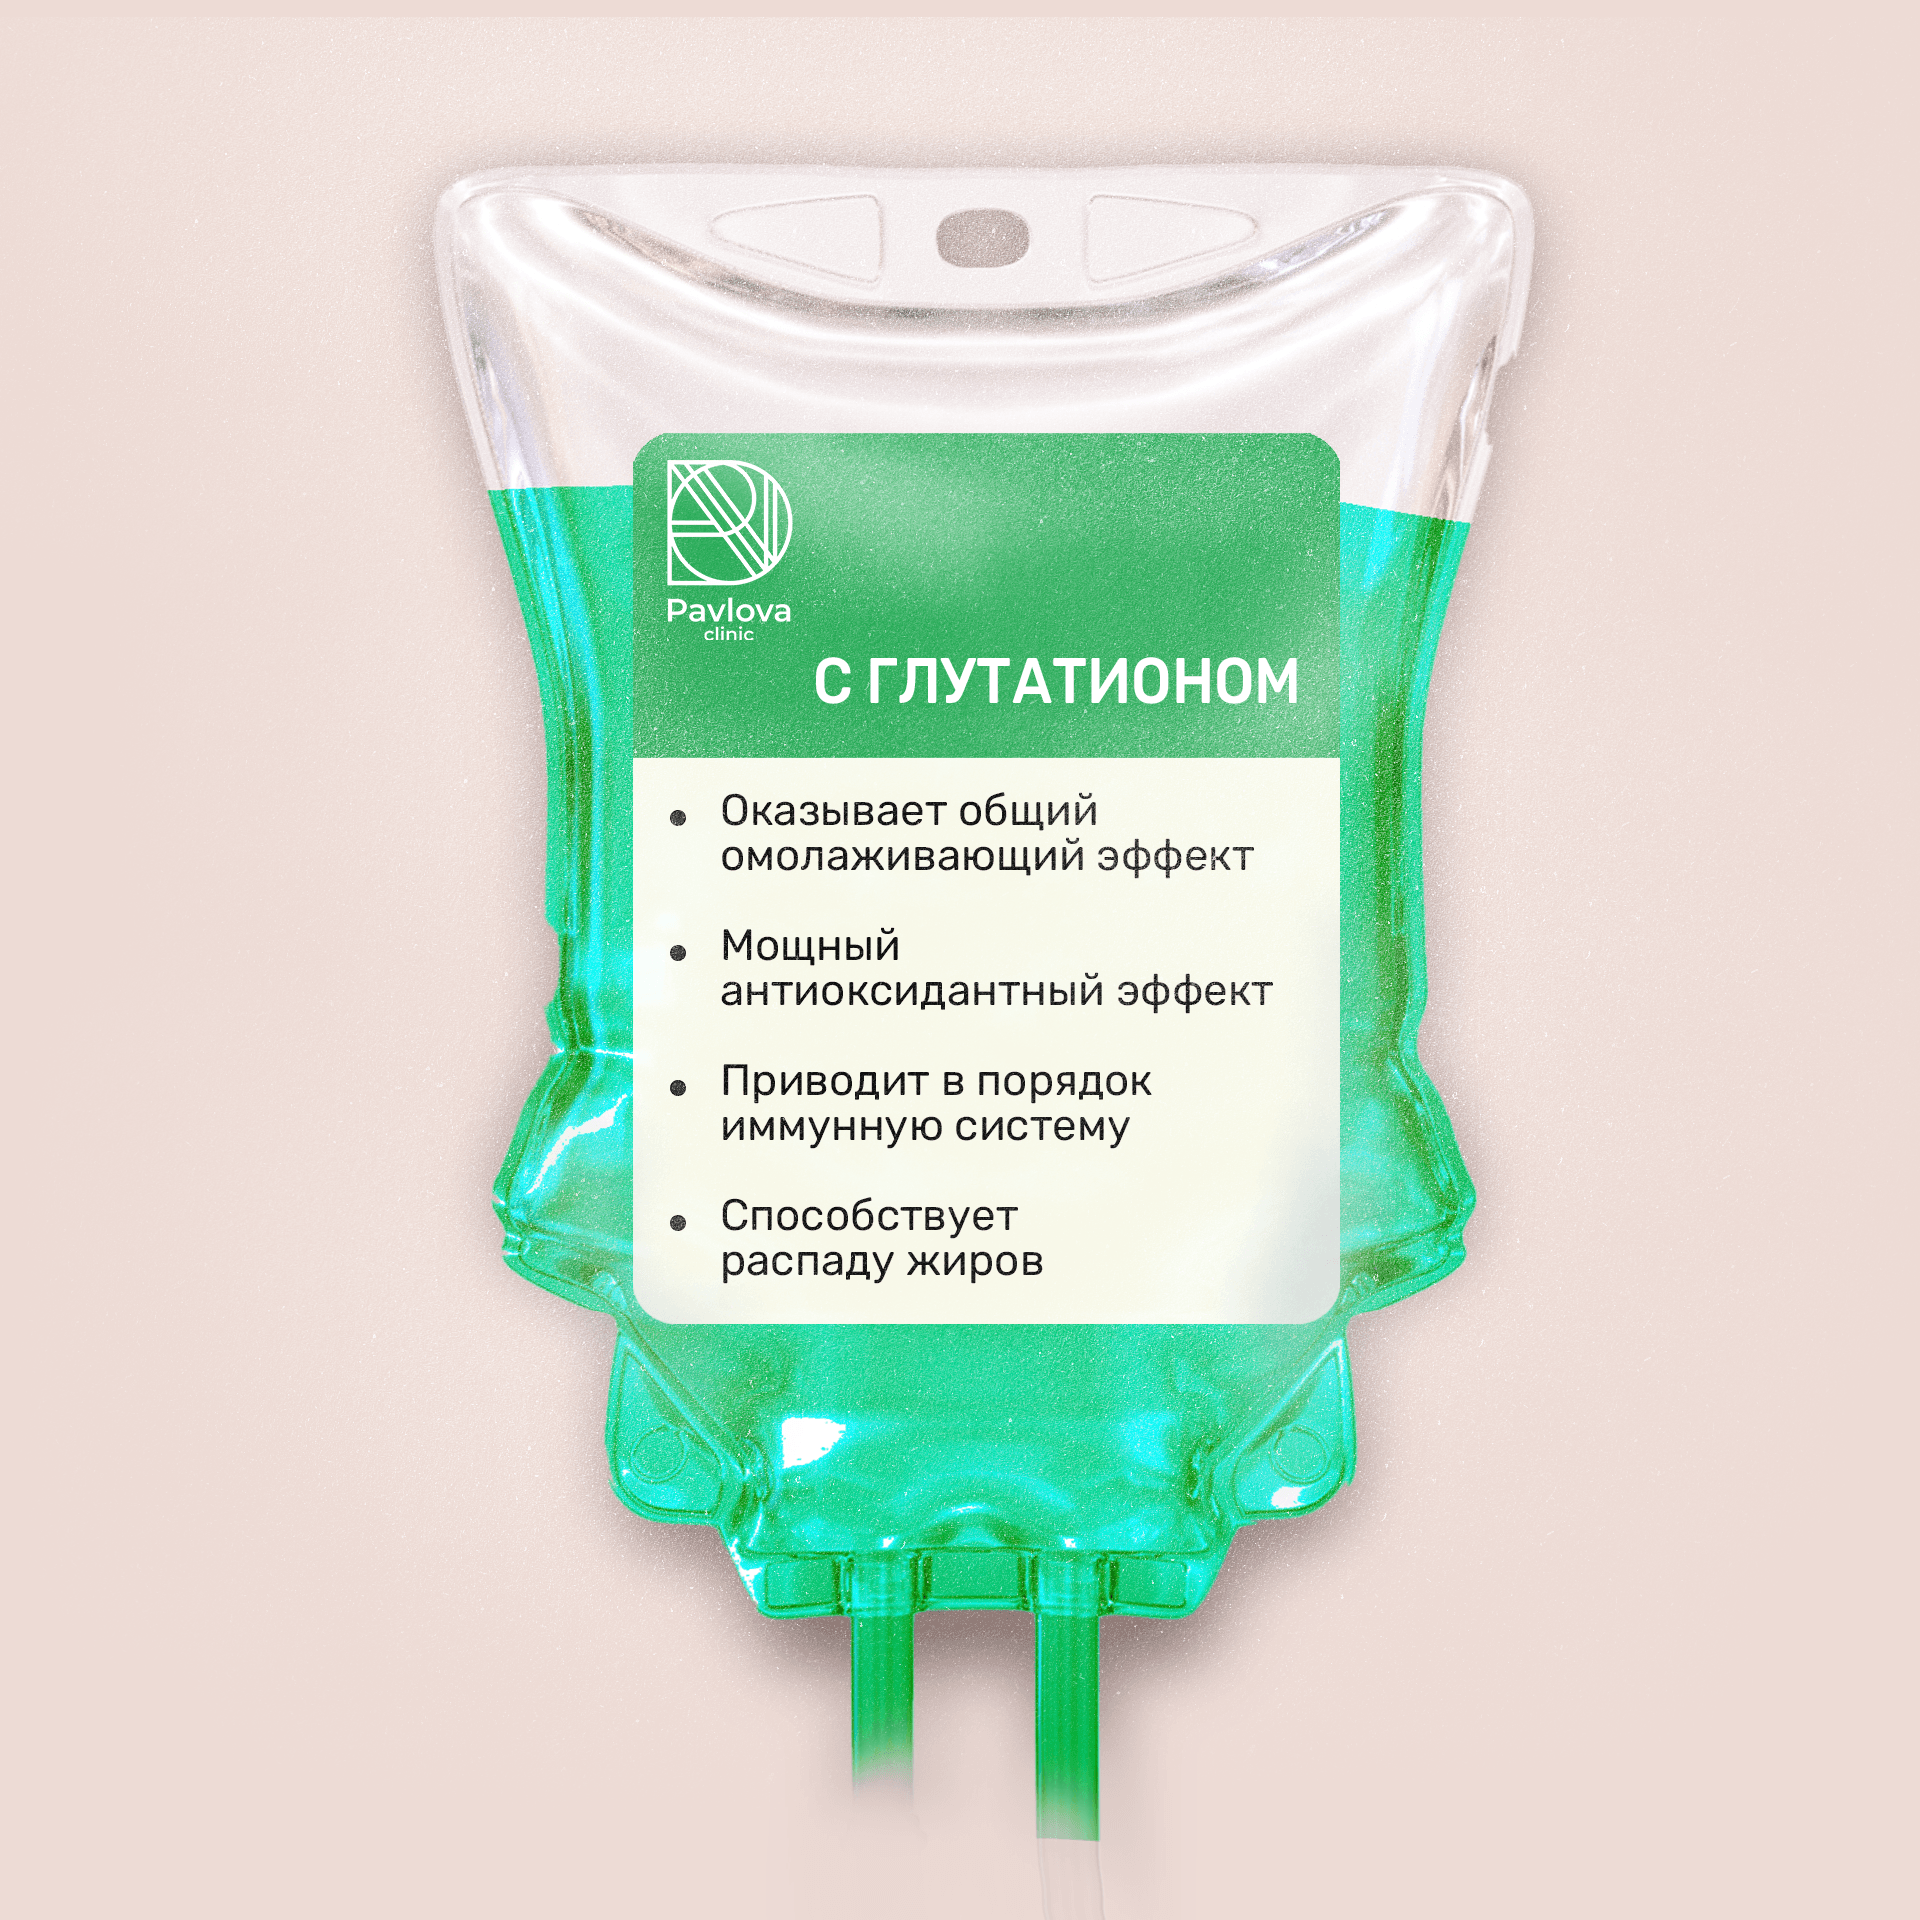 Pavlova
clinic
С ГЛУТАТИОНОМ
Оказывает общий
омолаживающий эффект
Мощный
антиоксидантный эффект
Приводит в порядок
иммунную систему
Способствует
распаду жиров